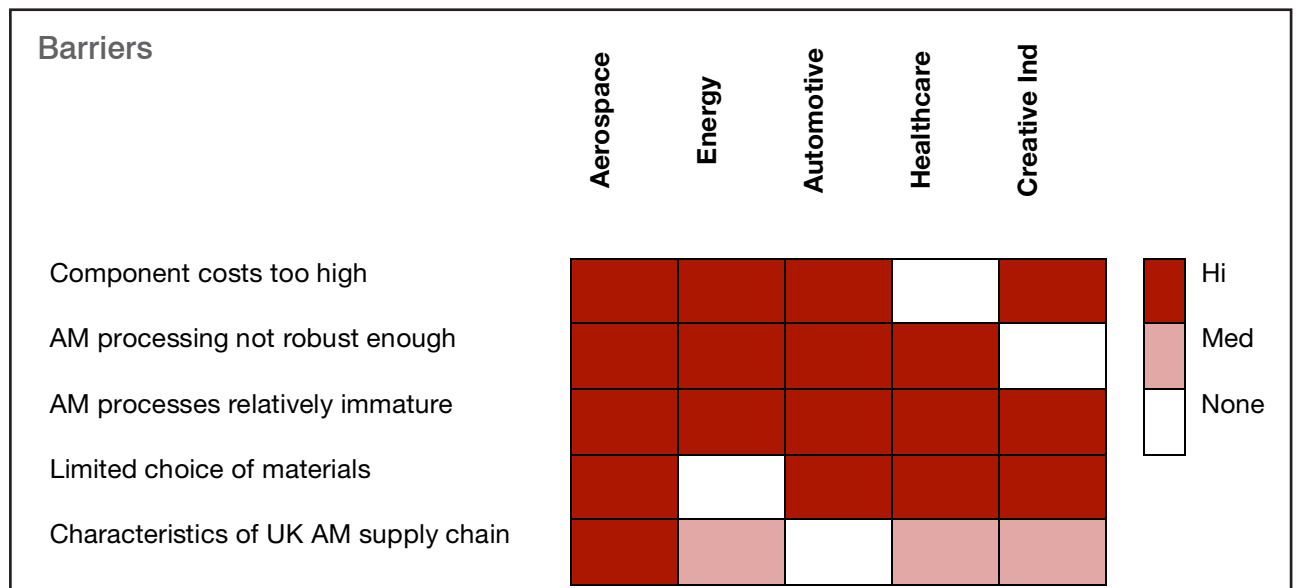 Barriers
Aerospace
Energy
Automotive
Healthcare
Creative Ind
Component costs too high
Hi
AM processing not robust enough
Med
AM processes relatively immature
None
Limited choice of materials
Characteristics of UK AM supply chain